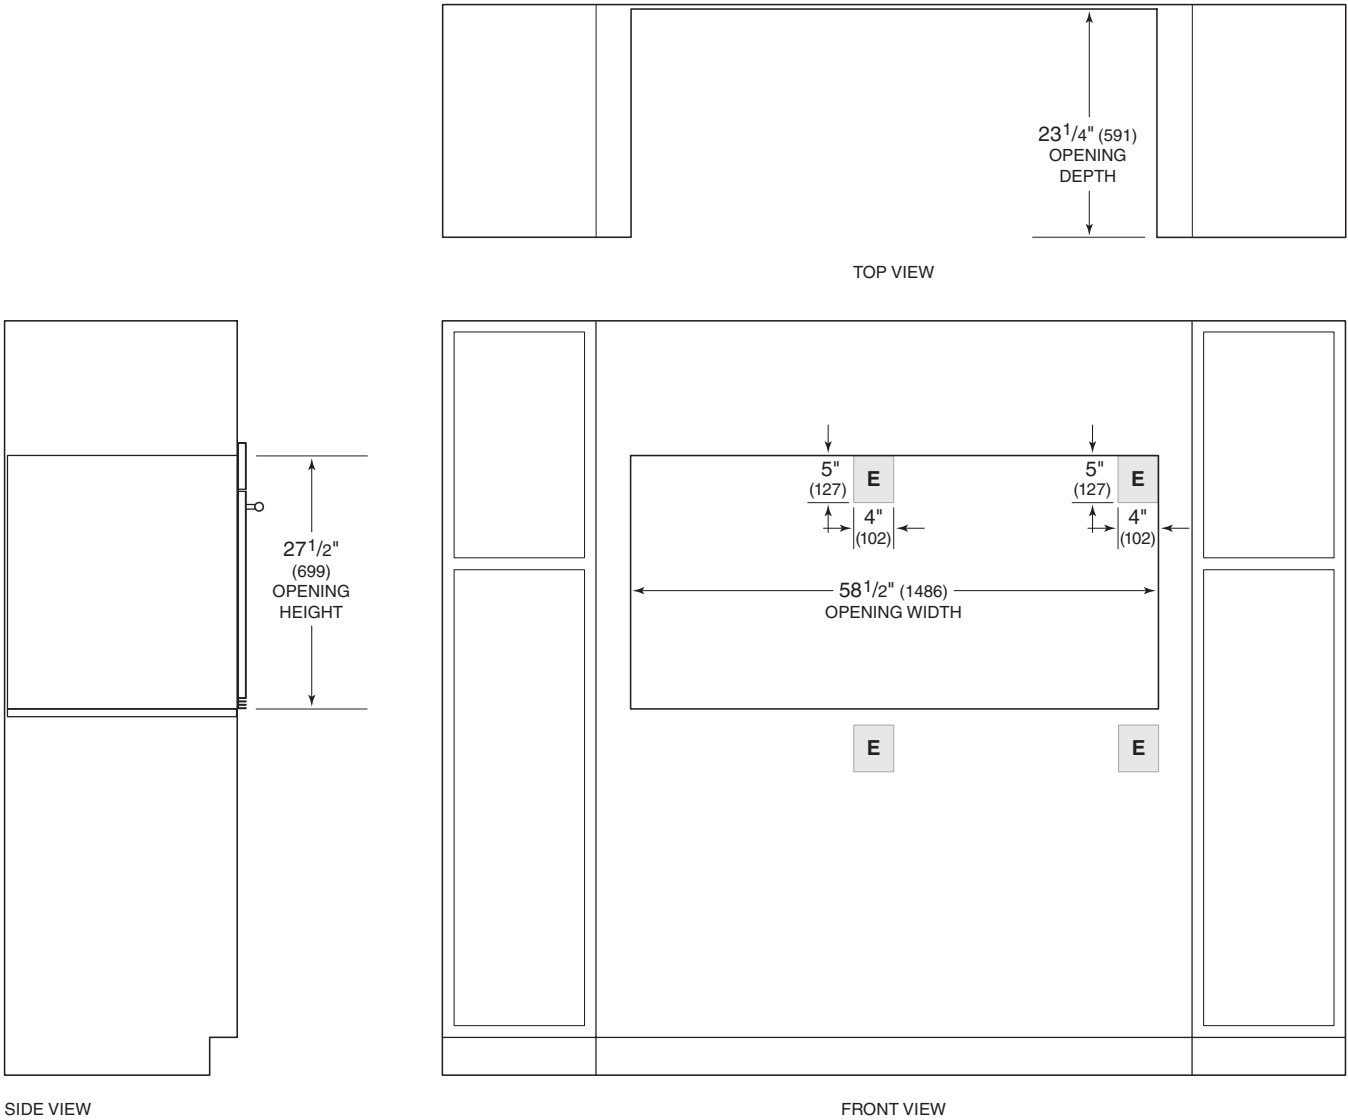 23 1/4" (591)
OPENING
DEPTH
TOP VIEW
27 1/2"
(699)
OPENING
HEIGHT
SIDE VIEW
5"
(127)
E
4"
(102)
5"
(127)
E
4"
(102)
58 1/2" (1486)
OPENING WIDTH
E
E
FRONT VIEW